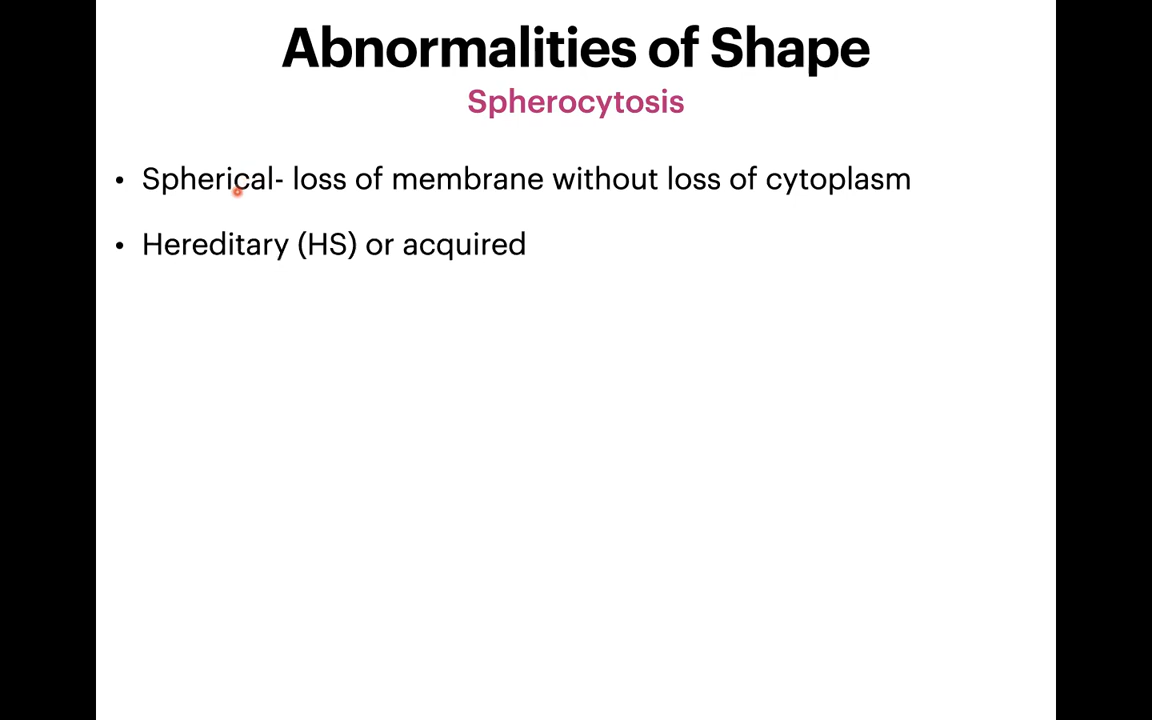 Abnormalities of Shape
Spherocytosis
• Spherical- loss of membrane without loss of cytoplasm
• Hereditary (HS) or acquired